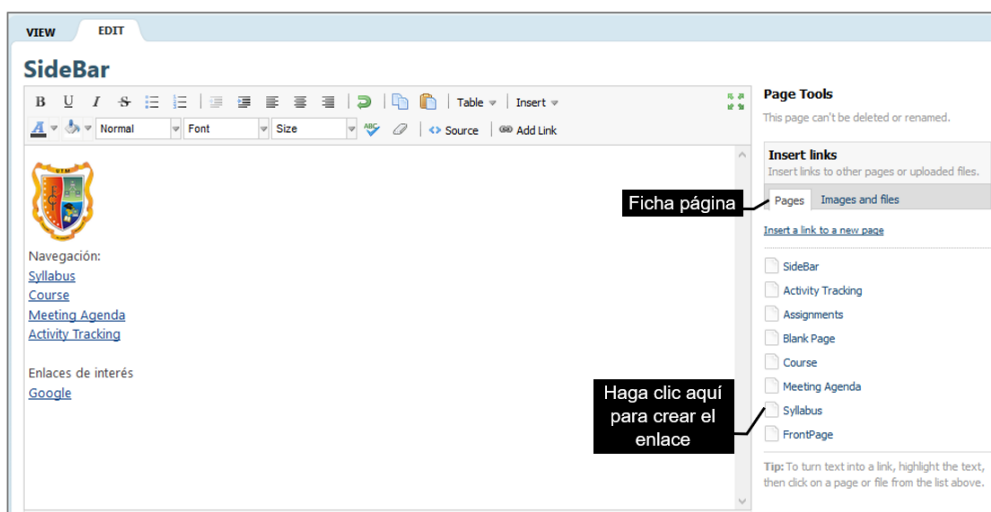 VIEW
EDIT
SideBar
B U I S Table Insert
A Normal Font Size ABC Source Add Link
Navegación:
Syllabus
Course
Meeting Agenda
Activity Tracking
Enlaces de interés
Google
Ficha página
Haga clic aquí
para crear el
enlace
Page Tools
This page can't be deleted or renamed.
Insert links
Insert links to other pages or uploaded files.
Pages Images and files
Insert a link to a new page
SideBar
Activity Tracking
Assignments
Blank Page
Course
Meeting Agenda
Syllabus
FrontPage
Tip: To turn text into a link, highlight the text,
then click on a page or file from the list above.